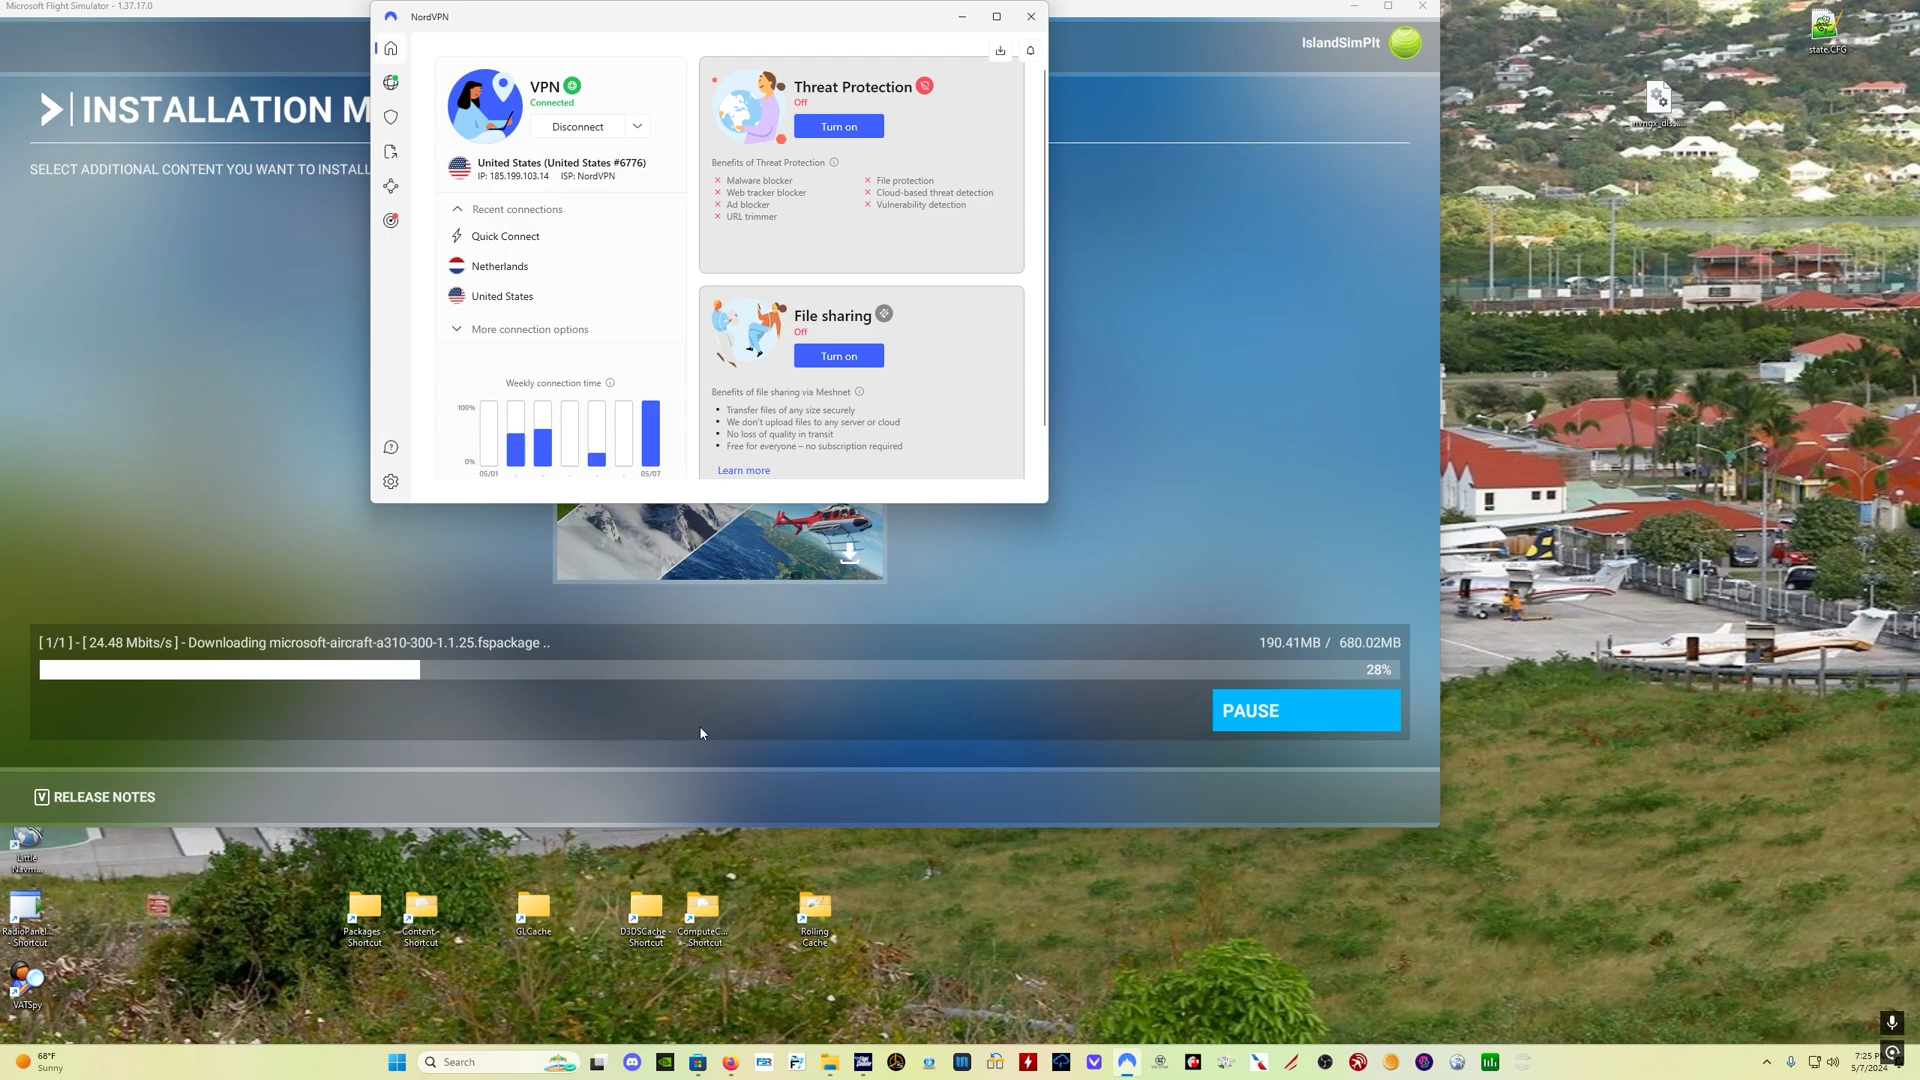 Microsoft Flight Simulator - 1.37.17.0
NordVPN
IslandSimPlt
INSTALLATION M
SELECT ADDITIONAL CONTENT YOU WANT TO INSTALL
VPN
Connected
Disconnect
United States (United States #6776)
IP: 185.199.103.14 ISP: NordVPN
Recent connections
Quick Connect
Netherlands
United States
More connection options
Weekly connection time
100%
0%
05/01
05/07
Threat Protection
Off
Turn on
Benefits of Threat Protection
Malware blocker
Web tracker blocker
Ad blocker
URL trimmer
File protection
Cloud-based threat detection
Vulnerability detection
File sharing
Off
Turn on
Benefits of file sharing via Meshnet
• Transfer files of any size securely
• We don't upload files to any server or cloud
• No loss of quality in transit
• Free for everyone – no subscription required
Learn more
state.CFG
[ 1/1 ] - [ 24.48 Mbits/s ] - Downloading microsoft-aircraft-a310-300-1.1.25.fspackage ..
190.41MB / 680.02MB
28%
PAUSE
V RELEASE NOTES
Little
Navm...
RadioPanel...
- Shortcut
VATSpy
Packages -
Shortcut
Content -
Shortcut
GLCache
D3DSCache -
Shortcut
ComputeC...
- Shortcut
Rolling
Cache
68°F
Sunny
Search
7:25 P
5/7/2024